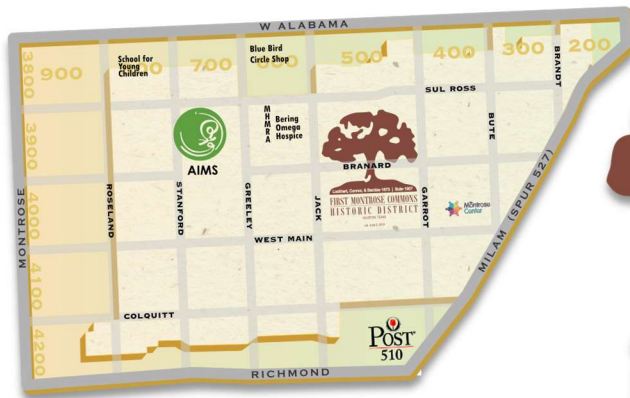 W ALABAMA
3800
900
School for
Young
Children
700
Blue Bird
Circle Shop
500
400
300
200
BRANDT
SUL ROSS
3900
AIMS
M
H
M
R
A
Bering
Omega
Hospice
BUTE
BRANARD
FIRST MONTROSE COMMONS
HISTORIC DISTRICT
MONTROSE
4000
ROSELAND
STANFORD
GREELEY
JACK
GARROT
Montrose
Center
MILAM (SPUR 527)
WEST MAIN
4100
COLQUITT
4200
POST
510
RICHMOND